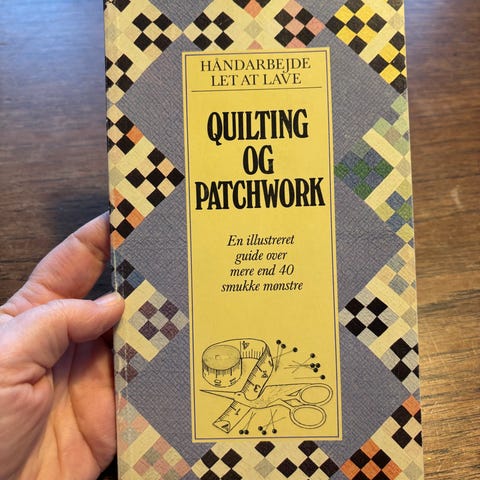 HÅNDARBEJDE
LET AT LAVE
QUILTING
OG
PATCHWORK
En illustreret
guide over
mere end 40
smukke mønstre